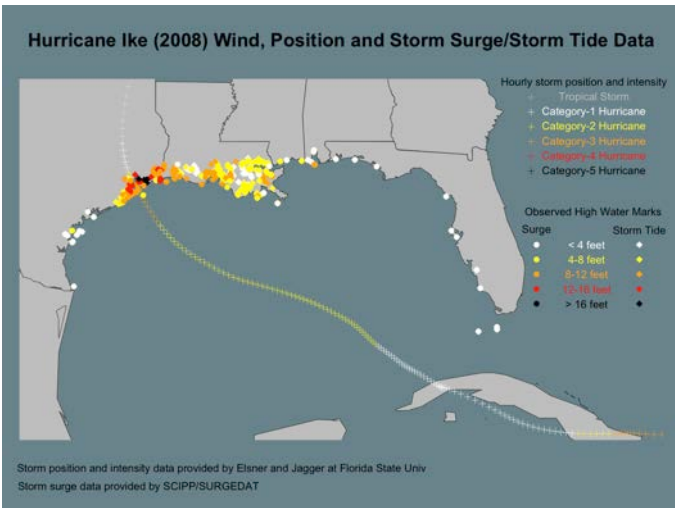 Hurricane Ike (2008) Wind, Position and Storm Surge/Storm Tide Data
Hourly storm position and intensity
Tropical Storm
Category-1 Hurricane
Category-2 Hurricane
Category-3 Hurricane
Category-4 Hurricane
Category-5 Hurricane
Observed High Water Marks
Surge Storm Tide
< 4 feet
4-8 feet
8-12 feet
12-16 feet
> 16 feet
Storm position and intensity data provided by Elsner and Jagger at Florida State Univ
Storm surge data provided by SCIPP/SURGEDAT